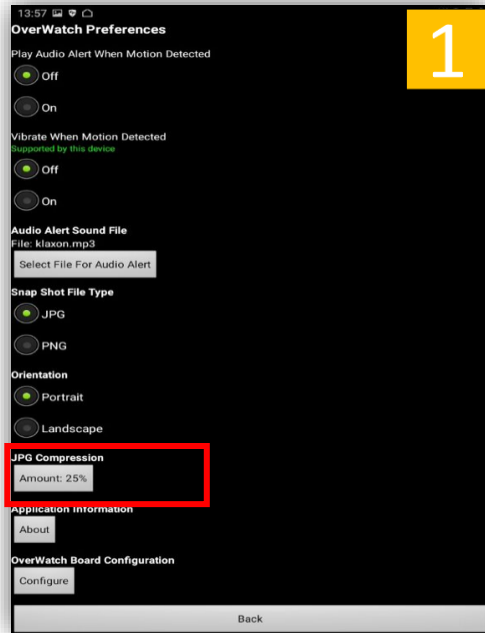 13:57
1
OverWatch Preferences
Play Audio Alert When Motion Detected
Off
On
Vibrate When Motion Detected
Supported by this device
Off
On
Audio Alert Sound File
File: klaxon.mp3
Select File For Audio Alert
Snap Shot File Type
JPG
PNG
Orientation
Portrait
Landscape
JPG Compression
Amount: 25%
Application Information
About
OverWatch Board Configuration
Configure
Back